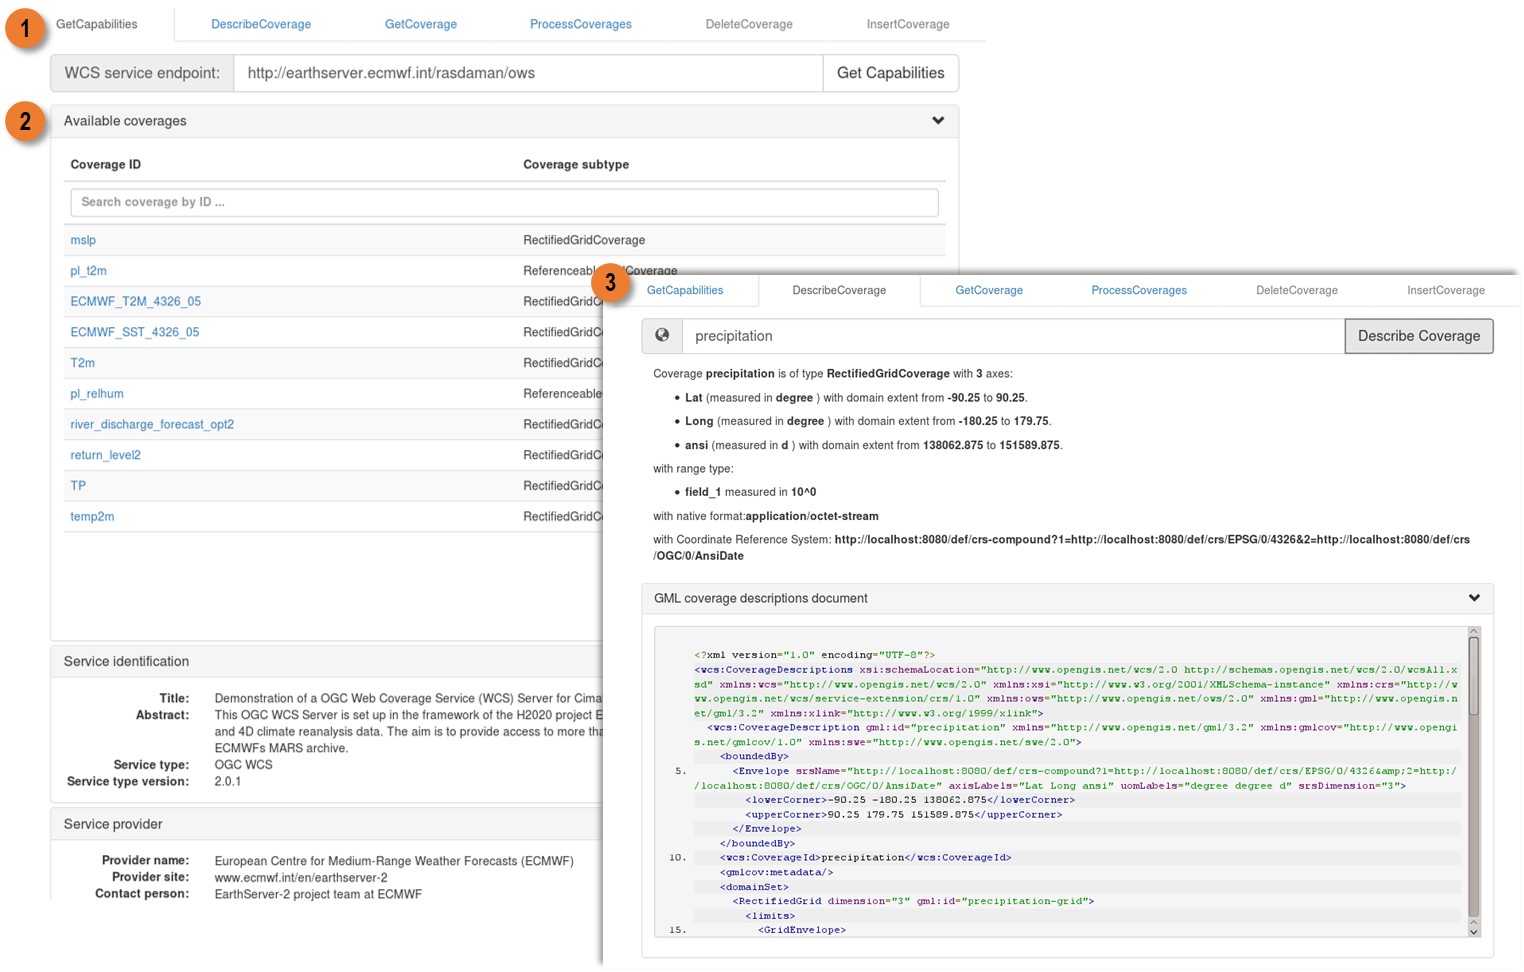 1
GetCapabilities DescribeCoverage GetCoverage ProcessCoverages DeleteCoverage InsertCoverage
WCS service endpoint: http://earthserver.ecmwf.int/rasdaman/ows Get Capabilities
2
Available coverages
Coverage ID Coverage subtype
Search coverage by ID ...
mslp RectifiedGridCoverage
pl_t2m Referenceabl Coverage
ECMWF_T2M_4326_05 RectifiedGridC
ECMWF_SST_4326_05 RectifiedGridC
T2m RectifiedGridC
pl_relhum Referenceable
river_discharge_forecast_opt2 RectifiedGridC
return_level2 RectifiedGridC
TP RectifiedGridC
temp2m RectifiedGridC
Service identification
Title: Demonstration of a OGC Web Coverage Service (WCS) Server for Clima
Abstract: This OGC WCS Server is set up in the framework of the H2020 project E
and 4D climate reanalysis data. The aim is to provide access to more tha
ECMWFs MARS archive.
Service type: OGC WCS
Service type version: 2.0.1
Service provider
Provider name: European Centre for Medium-Range Weather Forecasts (ECMWF)
Provider site: www.ecmwf.int/en/earthserver-2
Contact person: EarthServer-2 project team at ECMWF
3
GetCapabilities DescribeCoverage GetCoverage ProcessCoverages DeleteCoverage InsertCoverage
precipitation Describe Coverage
Coverage precipitation is of type RectifiedGridCoverage with 3 axes:
• Lat (measured in degree ) with domain extent from -90.25 to 90.25.
• Long (measured in degree ) with domain extent from -180.25 to 179.75.
• ansi (measured in d ) with domain extent from 138062.875 to 151589.875.
with range type:
• field_1 measured in 10^0
with native format:application/octet-stream
with Coordinate Reference System: http://localhost:8080/def/crs-compound?1=http://localhost:8080/def/crs/EPSG/0/4326&2=http://localhost:8080/def/crs
/OGC/0/AnsiDate
GML coverage descriptions document
<?xml version="1.0" encoding="UTF-8"?>
<wcs:CoverageDescriptions xsi:schemaLocation="http://www.opengis.net/wcs/2.0 http://schemas.opengis.net/wcs/2.0/wcsAll.x
sd" xmlns:wcs="http://www.opengis.net/wcs/2.0" xmlns:xsi="http://www.w3.org/2001/XMLSchema-instance" xmlns:crs="http://w
ww.opengis.net/wcs/service-extension/crs/1.0" xmlns:ows="http://www.opengis.net/ows/2.0" xmlns:gml="http://www.opengis.n
et/gml/3.2" xmlns:xlink="http://www.w3.org/1999/xlink">
<wcs:CoverageDescription gml:id="precipitation" xmlns="http://www.opengis.net/gml/3.2" xmlns:gmlcov="http://www.opengi
s.net/gmlcov/1.0" xmlns:swe="http://www.opengis.net/swe/2.0">
<boundedBy>
5. <Envelope srsName="http://localhost:8080/def/crs-compound?1=http://localhost:8080/def/crs/EPSG/0/4326&amp;2=http:/
/localhost:8080/def/crs/OGC/0/AnsiDate" axisLabels="Lat Long ansi" uomLabels="degree degree d" srsDimension="3">
<lowerCorner>-90.25 -180.25 138062.875</lowerCorner>
<upperCorner>90.25 179.75 151589.875</upperCorner>
</Envelope>
</boundedBy>
10. <wcs:CoverageId>precipitation</wcs:CoverageId>
<gmlcov:metadata/>
<domainSet>
<RectifiedGrid dimension="3" gml:id="precipitation-grid">
<limits>
15. <GridEnvelope>